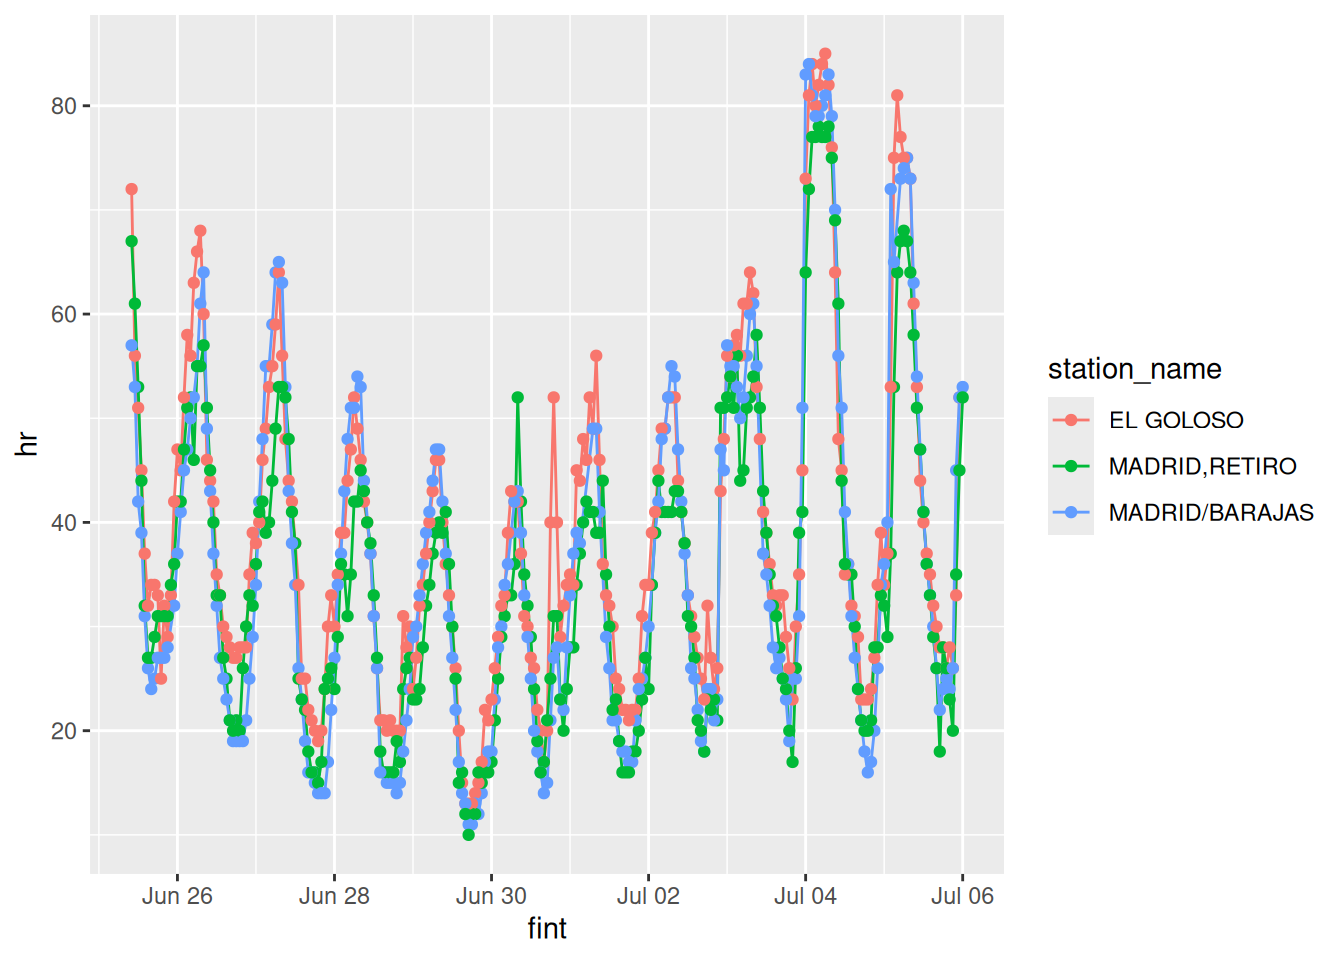 80
60
40
20
hr
Jun 26
Jun 28
Jun 30
Jul 02
Jul 04
Jul 06
fint
station_name
EL GOLOSO
MADRID,RETIRO
MADRID/BARAJAS